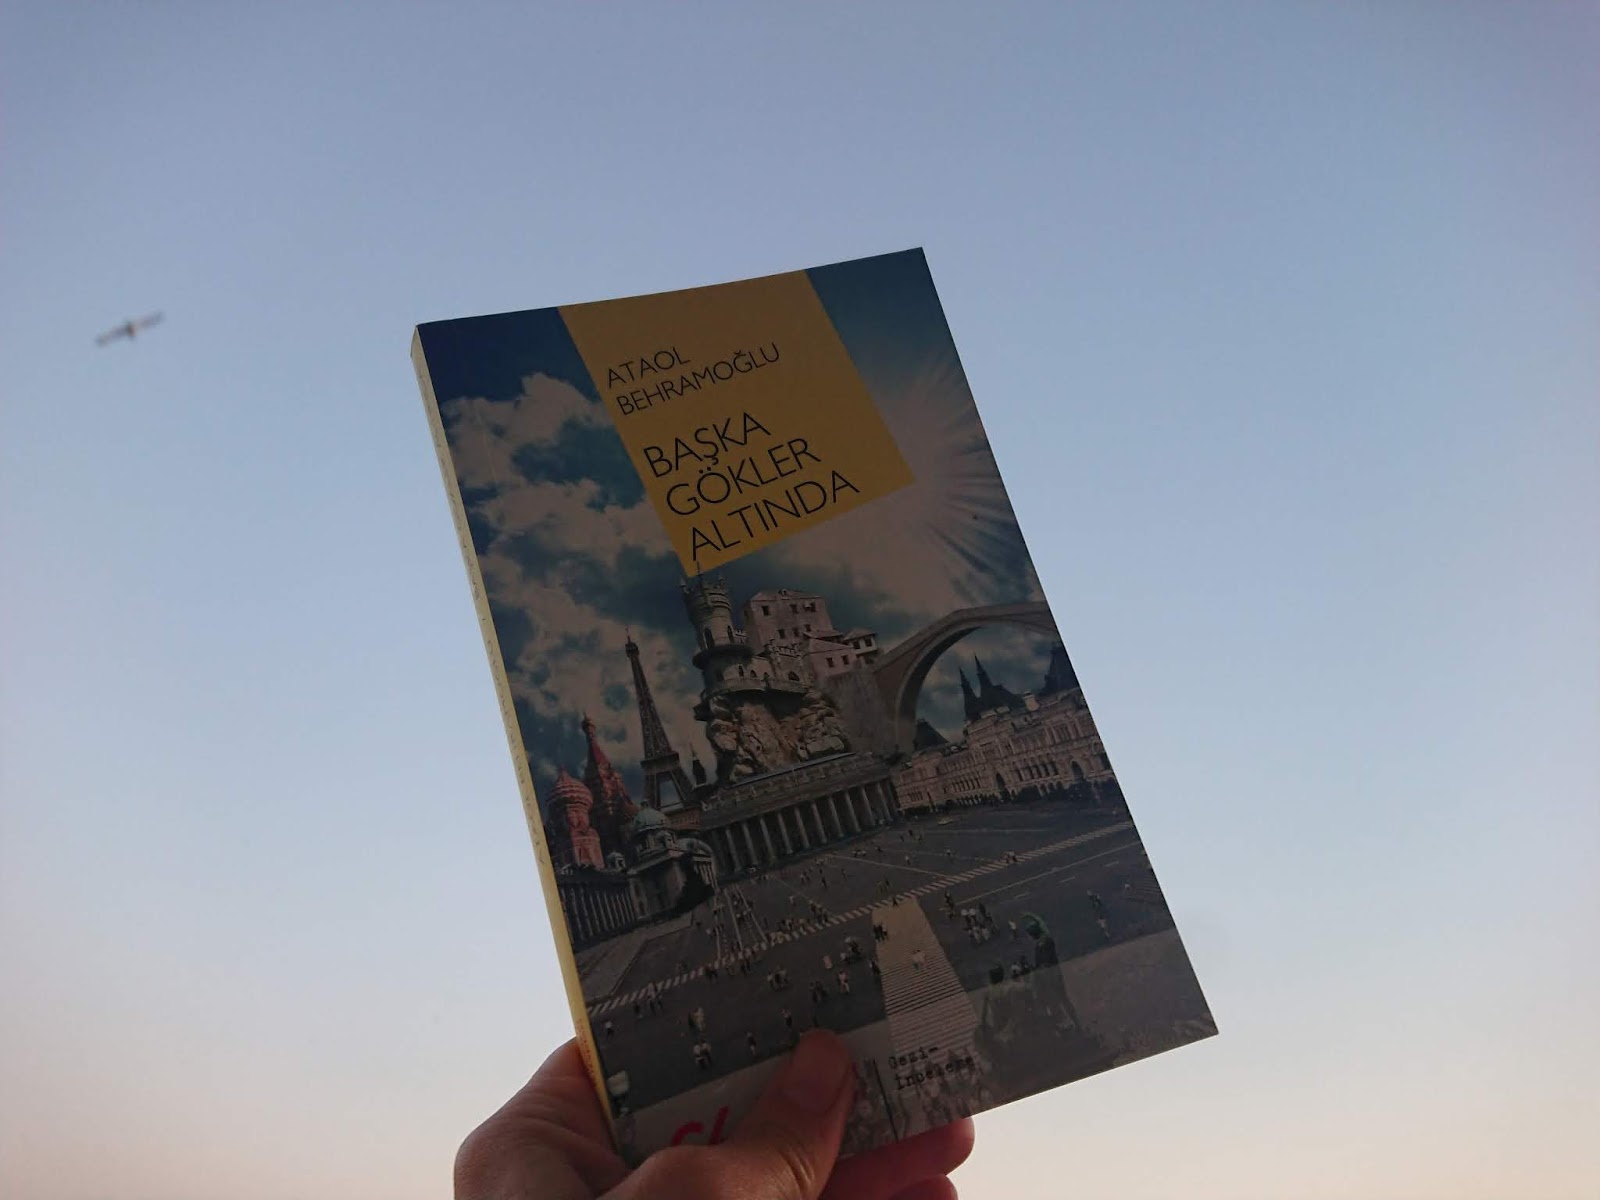 ATAOL
BEHRAMOĞLU
BAŞKA
GÖKLER
ALTINDA
Gezi-
İnceleme